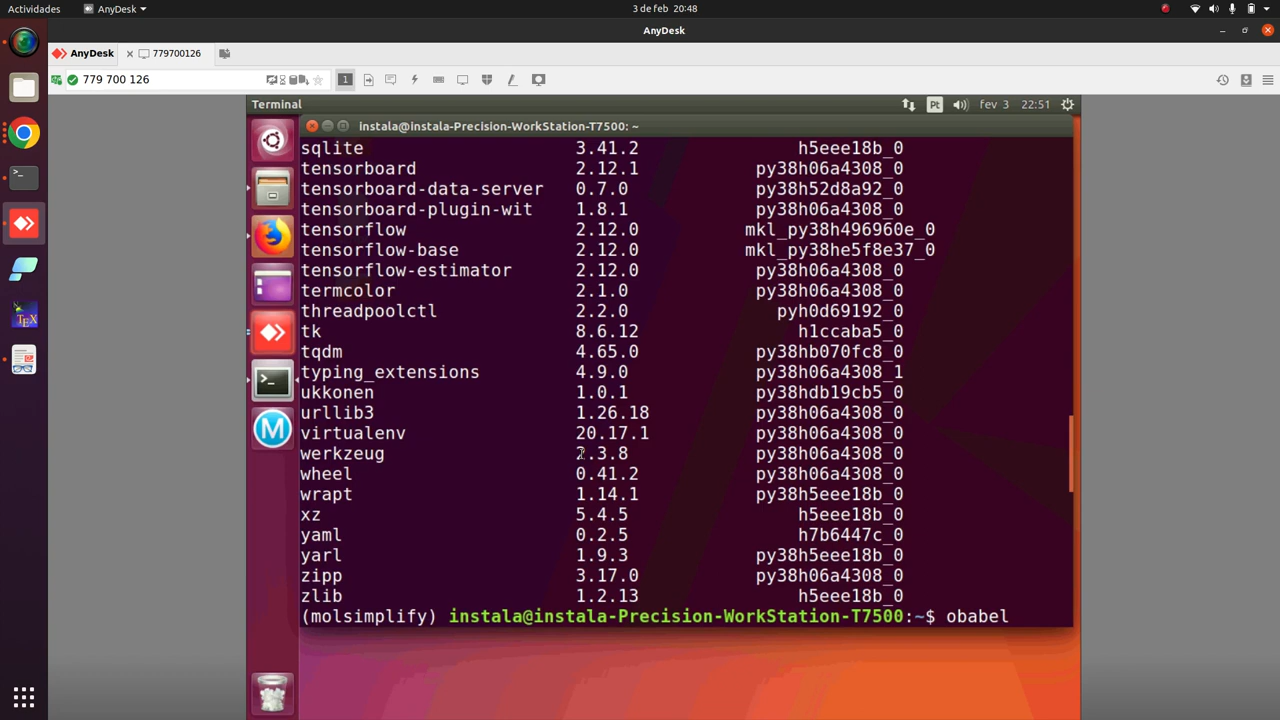 Actividades AnyDesk 3 de feb 20:48
AnyDesk
AnyDesk 779700126
779 700 126 1
Terminal Pt fev 3 22:51
instala@instala-Precision-WorkStation-T7500: ~
sqlite 3.41.2 h5eee18b_0
tensorboard 2.12.1 py38h06a4308_0
tensorboard-data-server 0.7.0 py38h52d8a92_0
tensorboard-plugin-wit 1.8.1 py38h06a4308_0
tensorflow 2.12.0 mkl_py38h496960e_0
tensorflow-base 2.12.0 mkl_py38he5f8e37_0
tensorflow-estimator 2.12.0 py38h06a4308_0
termcolor 2.1.0 py38h06a4308_0
threadpoolctl 2.2.0 pyh0d69192_0
tk 8.6.12 h1ccaba5_0
tqdm 4.65.0 py38hb070fc8_0
typing_extensions 4.9.0 py38h06a4308_1
ukkonen 1.0.1 py38hdb19cb5_0
urllib3 1.26.18 py38h06a4308_0
virtualenv 20.17.1 py38h06a4308_0
werkzeug 2.3.8 py38h06a4308_0
wheel 0.41.2 py38h06a4308_0
wrapt 1.14.1 py38h5eee18b_0
xz 5.4.5 h5eee18b_0
yaml 0.2.5 h7b6447c_0
yarl 1.9.3 py38h5eee18b_0
zipp 3.17.0 py38h06a4308_0
zlib 1.2.13 h5eee18b_0
(molsimplify) instala@instala-Precision-WorkStation-T7500:~$ obabel
M
TEX